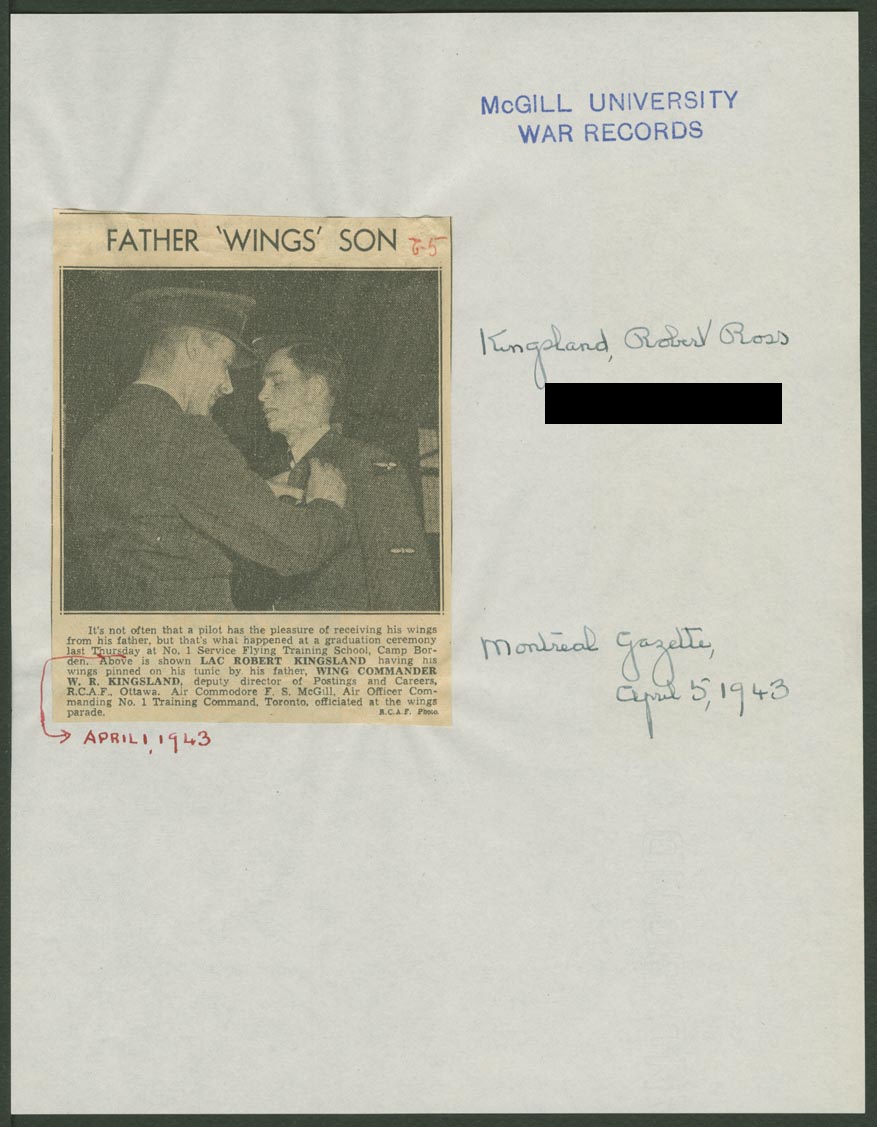 McGILL UNIVERSITY
WAR RECORDS
FATHER 'WINGS' SON
G-5
Kingsland, Robert Ross
It's not often that a pilot has the pleasure of receiving his wings
from his father, but that's what happened at a graduation ceremony
last Thursday at No. 1 Service Flying Training School, Camp Bor-
den. Above is shown LAC ROBERT KINGSLAND having his
wings pinned on his tunic by his father, WING COMMANDER
W. R. KINGSLAND, deputy director of Postings and Careers,
R.C.A.F., Ottawa. Air Commodore F. S. McGill, Air Officer Com-
manding No. 1 Training Command, Toronto, officiated at the wings
parade.
R.C.A.F. Photo.
APRIL 1, 1943
Montreal Gazette,
April 5, 1943